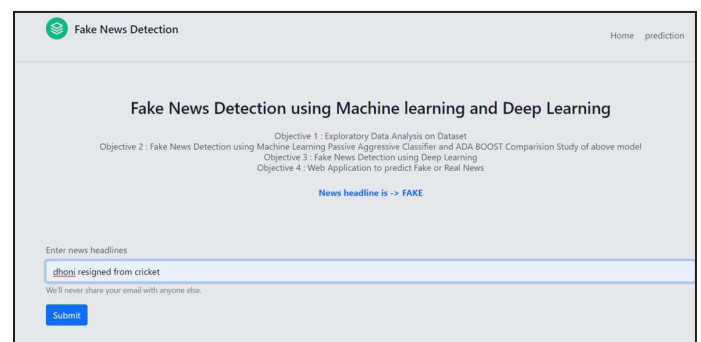 Fake News Detection
Home prediction
Fake News Detection using Machine learning and Deep Learning
Objective 1 : Exploratory Data Analysis on Dataset
Objective 2 : Fake News Detection using Machine Learning Passive Aggressive Classifier and ADA BOOST Comparision Study of above model
Objective 3 : Fake News Detection using Deep Learning
Objective 4 : Web Application to predict Fake or Real News
News headline is -> FAKE
Enter news headlines
dhoni resigned from cricket
We'll never share your email with anyone else.
Submit